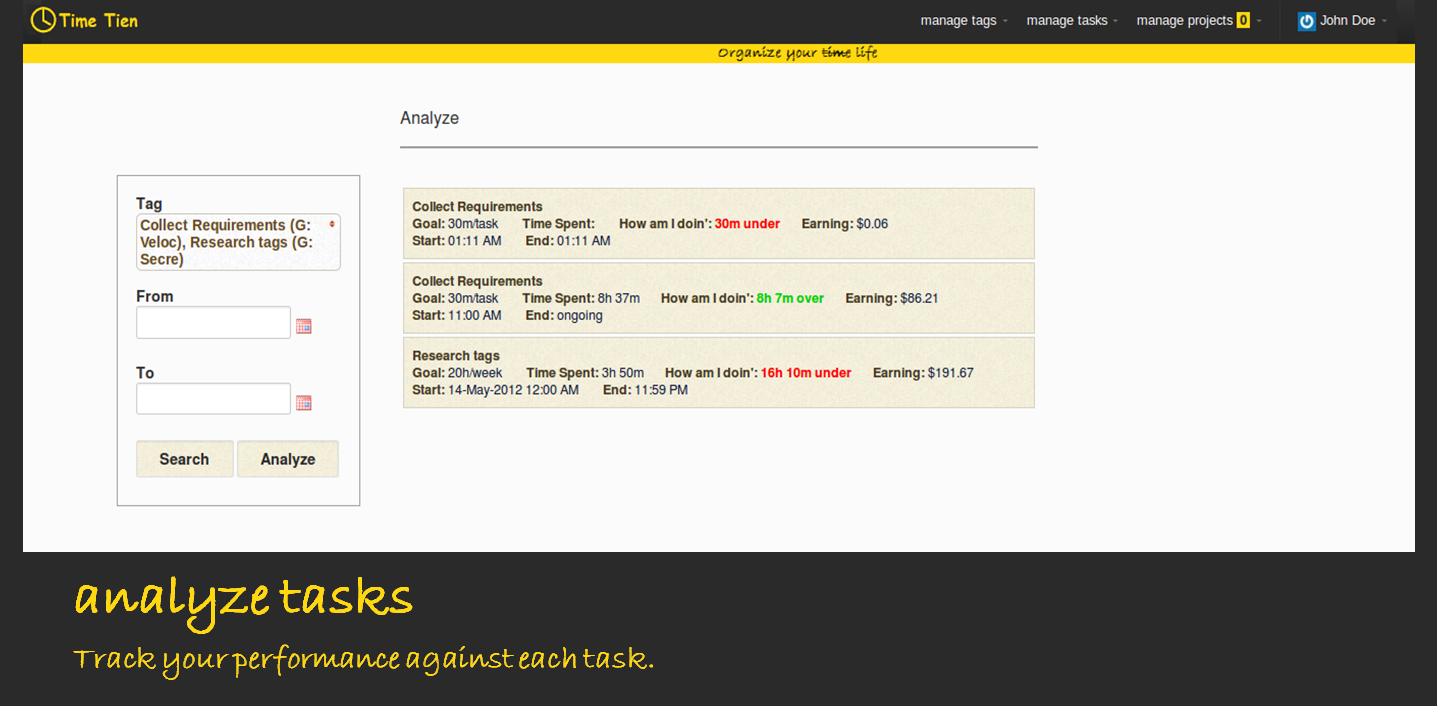 Time Tien
manage tags manage tasks manage projects 0 John Doe
Organize your time life
Analyze
Tag
Collect Requirements (G:
Veloc), Research tags (G:
Secre)
From
To
Search Analyze
Collect Requirements
Goal: 30m/task Time Spent: How am I doin': 30m under Earning: $0.06
Start: 01:11 AM End: 01:11 AM
Collect Requirements
Goal: 30m/task Time Spent: 8h 37m How am I doin': 8h 7m over Earning: $86.21
Start: 11:00 AM End: ongoing
Research tags
Goal: 20h/week Time Spent: 3h 50m How am I doin': 16h 10m under Earning: $191.67
Start: 14-May-2012 12:00 AM End: 11:59 PM
analyze tasks
Track your performance against each task.